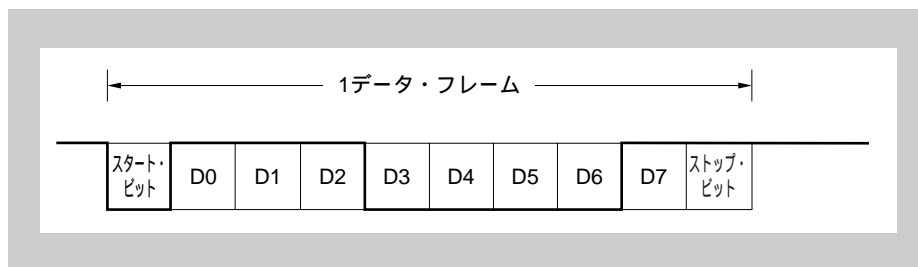 1データ・フレーム
スタート・
ビット
D0
D1
D2
D3
D4
D5
D6
D7
ストップ・
ビット